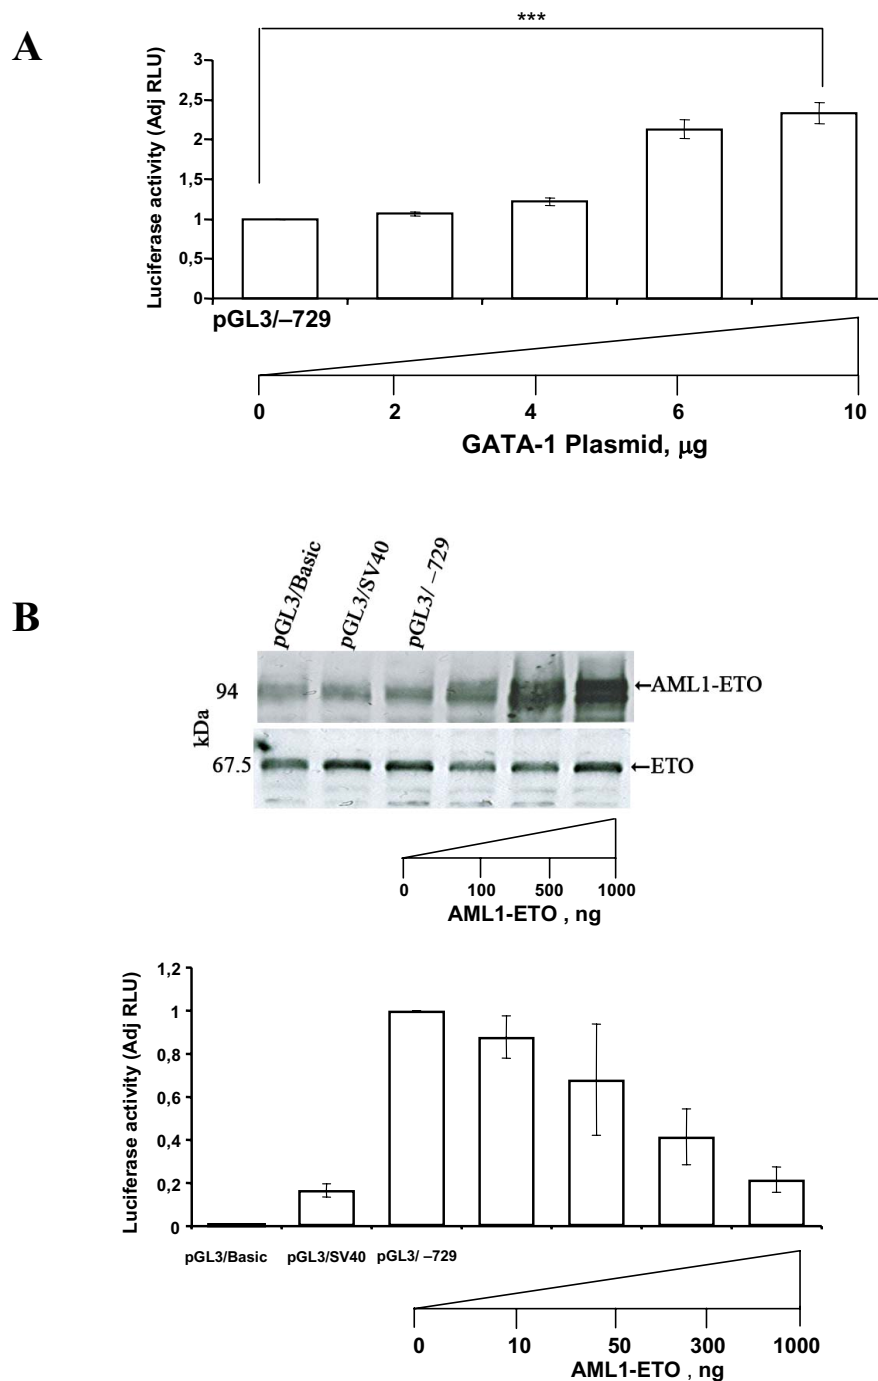 A
***
Luciferase activity (Adj RLU)
3
2,5
2
1,5
1
0,5
0
pGL3/–729
0 2 4 6 10
GATA-1 Plasmid, μg
B
pGL3/Basic
pGL3/SV40
pGL3/ –729
kDa
94
←AML1-ETO
67.5
←ETO
0 100 500 1000
AML1-ETO , ng
Luciferase activity (Adj RLU)
1,2
1
0,8
0,6
0,4
0,2
0
pGL3/Basic pGL3/SV40 pGL3/ –729
0 10 50 300 1000
AML1-ETO , ng